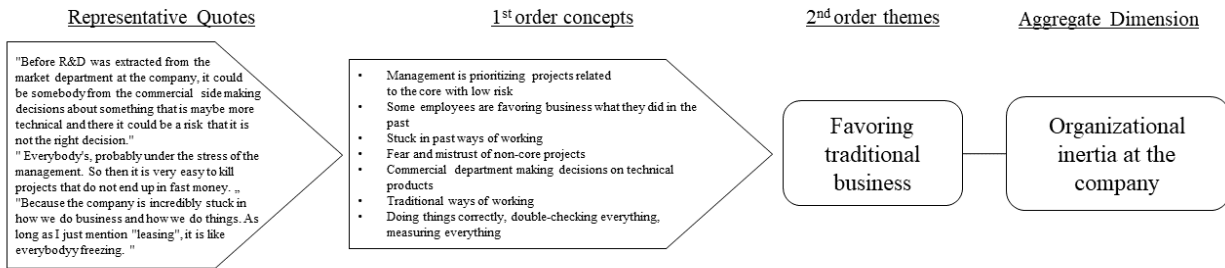 Representative Quotes
1st order concepts
2nd order themes
Aggregate Dimension
"Before R&D was extracted from the
market department at the company, it could
be somebody from the commercial side making
decisions about something that is maybe more
technical and there it could be a risk that it is
not the right decision."
" Everybody's, probably under the stress of the
management. So then it is very easy to kill
projects that do not end up in fast money. „
"Because the company is incredibly stuck in
how we do business and how we do things. As
long as I just mention "leasing", it is like
everybodyy freezing. "
• Management is prioritizing projects related
to the core with low risk
• Some employees are favoring business what they did in the
past
• Stuck in past ways of working
• Fear and mistrust of non-core projects
• Commercial department making decisions on technical
products
• Traditional ways of working
• Doing things correctly, double-checking everything,
measuring everything
Favoring
traditional
business
Organizational
inertia at the
company